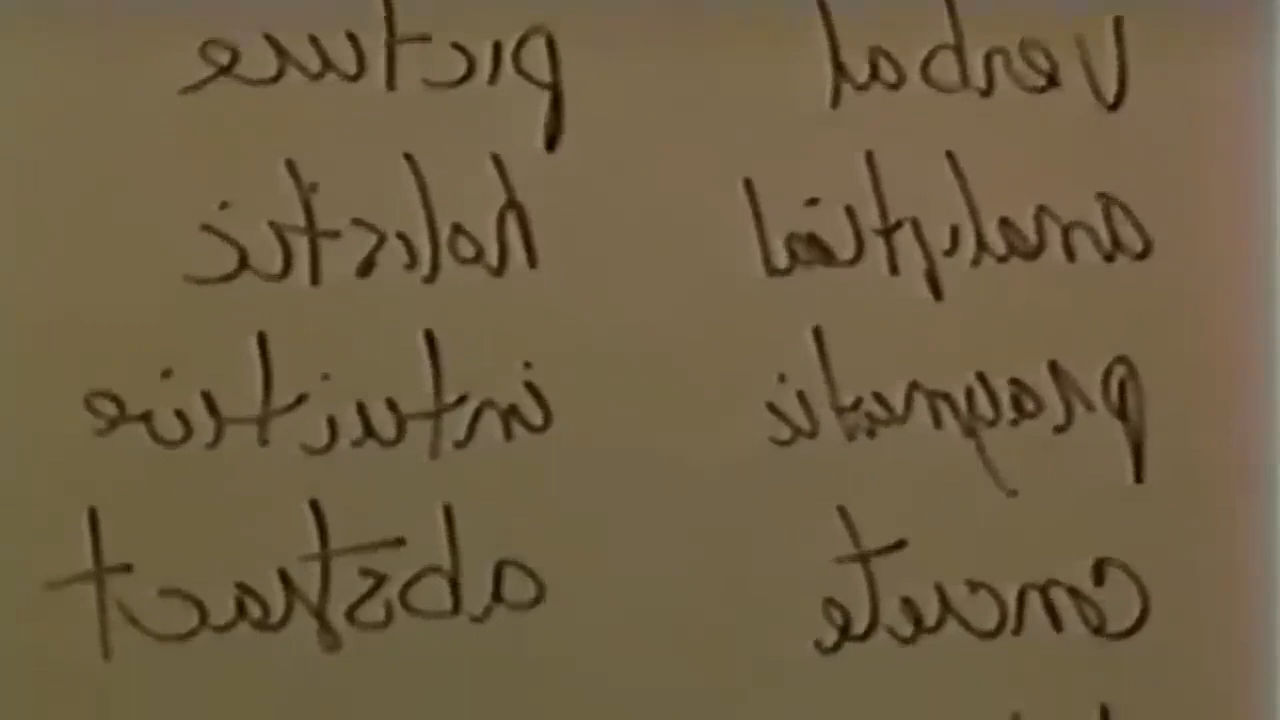 Verbal picture
analytical holistic
pragmatic intuitive
concrete abstract